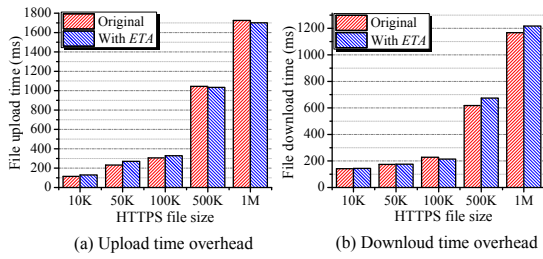 File upload time (ms)
1800
1600
1400
1200
1000
800
600
400
200
Original
With ETA
10K 50K 100K 500K 1M
HTTPS file size
(a) Upload time overhead
File download time (ms)
1200
1000
800
600
400
200
0
Original
With ETA
10K 50K 100K 500K 1M
HTTPS file size
(b) Downloud time overhead